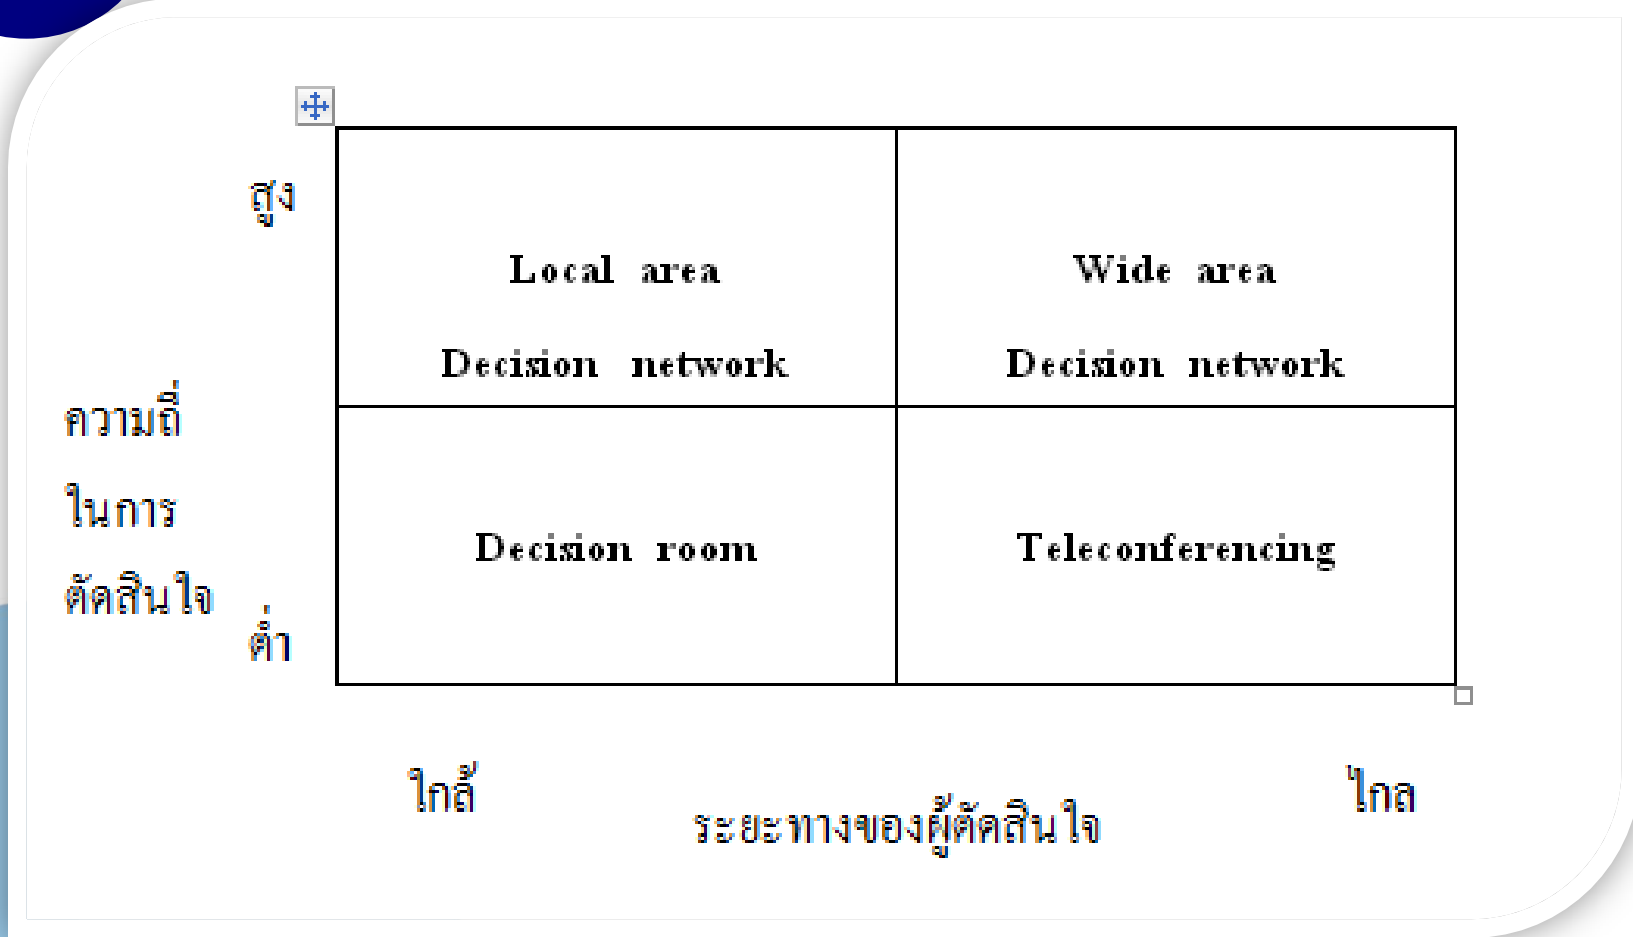 สูง
Local area
Decision network
Wide area
Decision network
ความถี่
ในการ
ตัดสินใจ
ต่ำ
Decision room
Teleconferencing
ใกล้
ระยะทางของผู้ตัดสินใจ
ไกล